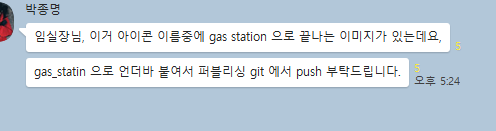 박종명
임실장님, 이거 아이콘 이름중에 gas station 으로 끝나는 이미지가 있는데요,
5
gas_statin 으로 언더바 붙여서 퍼블리싱 git 에서 push 부탁드립니다.
5
오후 5:24